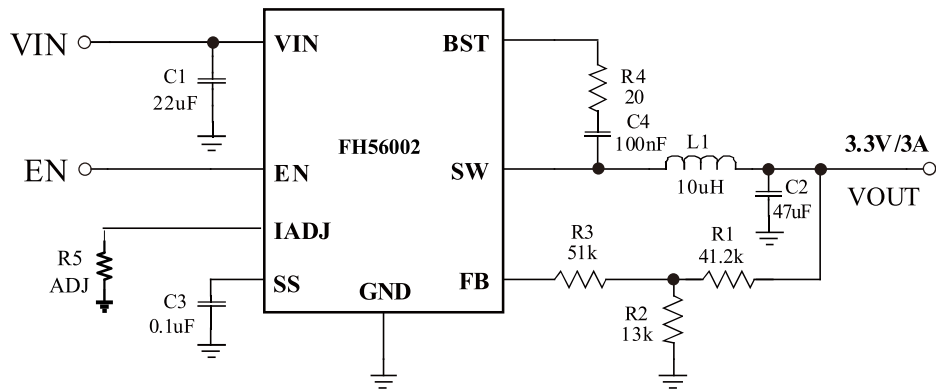 VIN
C1
22uF
EN
R5
ADJ
C3
0.1uF
VIN
BST
FH56002
EN
SW
IADJ
SS
FB
GND
R4
20
C4
100nF
L1
10uH
3.3V/3A
C2
47uF
VOUT
R3
51k
R1
41.2k
R2
13k